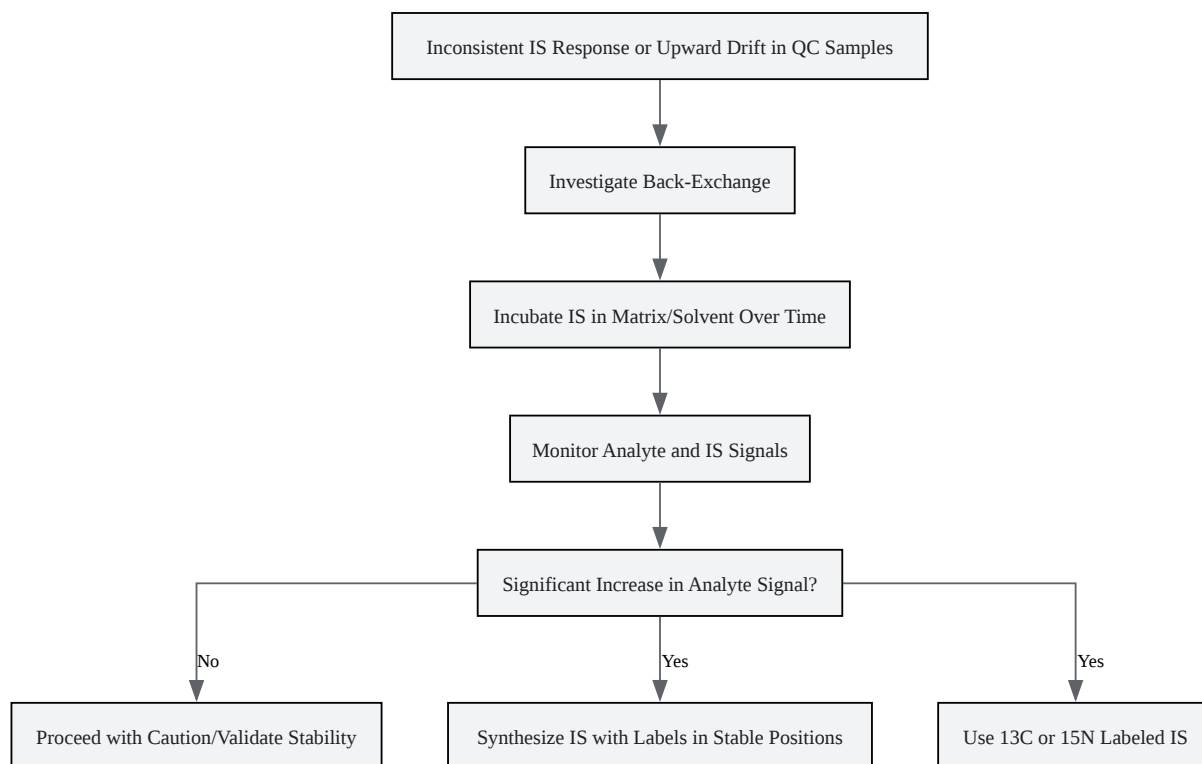 Inconsistent IS Response or Upward Drift in QC Samples
Investigate Back-Exchange
Incubate IS in Matrix/Solvent Over Time
Monitor Analyte and IS Signals
Significant Increase in Analyte Signal?
No
Yes
Yes
Proceed with Caution/Validate Stability
Synthesize IS with Labels in Stable Positions
Use 13C or 15N Labeled IS